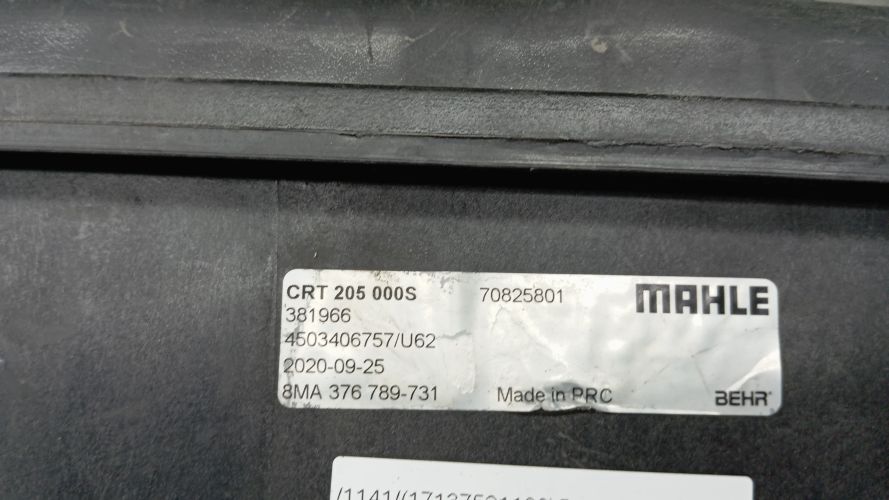 CRT 205 000S 70825801 MAHLE
381966
4503406757/U62
2020-09-25
8MA 376 789-731 Made in PRC BEHR